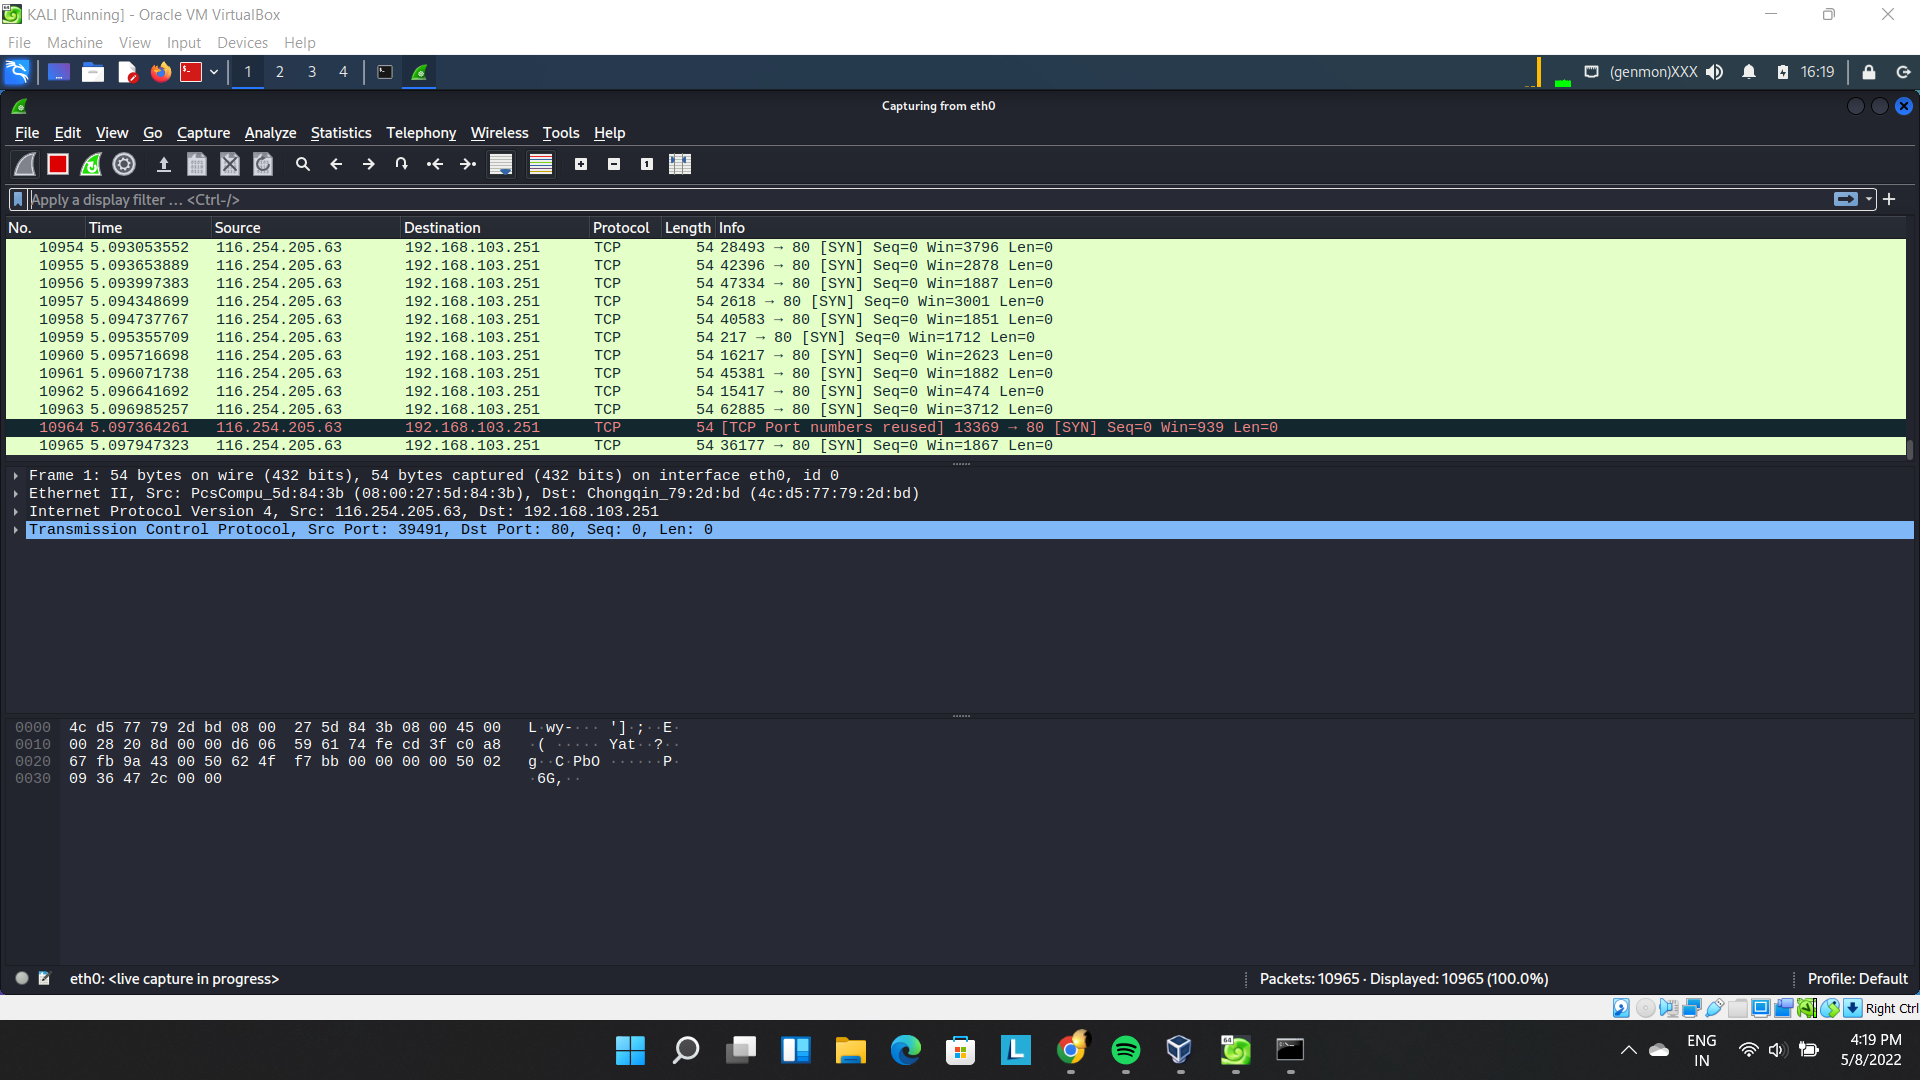 KALI [Running] - Oracle VM VirtualBox
File Machine View Input Devices Help
1 2 3 4 (genmon)XXX 16:19
Capturing from eth0
File Edit View Go Capture Analyze Statistics Telephony Wireless Tools Help
Apply a display filter … <Ctrl-/>
No. Time Source Destination Protocol Length Info
10954 5.093053552 116.254.205.63 192.168.103.251 TCP 54 28493 → 80 [SYN] Seq=0 Win=3796 Len=0
10955 5.093653889 116.254.205.63 192.168.103.251 TCP 54 42396 → 80 [SYN] Seq=0 Win=2878 Len=0
10956 5.093997383 116.254.205.63 192.168.103.251 TCP 54 47334 → 80 [SYN] Seq=0 Win=1887 Len=0
10957 5.094348699 116.254.205.63 192.168.103.251 TCP 54 2618 → 80 [SYN] Seq=0 Win=3001 Len=0
10958 5.094737767 116.254.205.63 192.168.103.251 TCP 54 40583 → 80 [SYN] Seq=0 Win=1851 Len=0
10959 5.095355709 116.254.205.63 192.168.103.251 TCP 54 217 → 80 [SYN] Seq=0 Win=1712 Len=0
10960 5.095716698 116.254.205.63 192.168.103.251 TCP 54 16217 → 80 [SYN] Seq=0 Win=2623 Len=0
10961 5.096071738 116.254.205.63 192.168.103.251 TCP 54 45381 → 80 [SYN] Seq=0 Win=1882 Len=0
10962 5.096641692 116.254.205.63 192.168.103.251 TCP 54 15417 → 80 [SYN] Seq=0 Win=474 Len=0
10963 5.096985257 116.254.205.63 192.168.103.251 TCP 54 62885 → 80 [SYN] Seq=0 Win=3712 Len=0
10964 5.097364261 116.254.205.63 192.168.103.251 TCP 54 [TCP Port numbers reused] 13369 → 80 [SYN] Seq=0 Win=939 Len=0
10965 5.097947323 116.254.205.63 192.168.103.251 TCP 54 36177 → 80 [SYN] Seq=0 Win=1867 Len=0
Frame 1: 54 bytes on wire (432 bits), 54 bytes captured (432 bits) on interface eth0, id 0
Ethernet II, Src: PcsCompu_5d:84:3b (08:00:27:5d:84:3b), Dst: Chongqin_79:2d:bd (4c:d5:77:79:2d:bd)
Internet Protocol Version 4, Src: 116.254.205.63, Dst: 192.168.103.251
Transmission Control Protocol, Src Port: 39491, Dst Port: 80, Seq: 0, Len: 0
0000 4c d5 77 79 2d bd 08 00 27 5d 84 3b 08 00 45 00 L·wy-··· ']·;··E·
0010 00 28 20 8d 00 00 d6 06 59 61 74 fe cd 3f c0 a8 ·( ····· Yat··?··
0020 67 fb 9a 43 00 50 62 4f f7 bb 00 00 00 00 50 02 g··C·PbO ······P·
0030 09 36 47 2c 00 00 ·6G,··
eth0: <live capture in progress> Packets: 10965 · Displayed: 10965 (100.0%) Profile: Default
Right Ctrl
ENG
IN
4:19 PM
5/8/2022